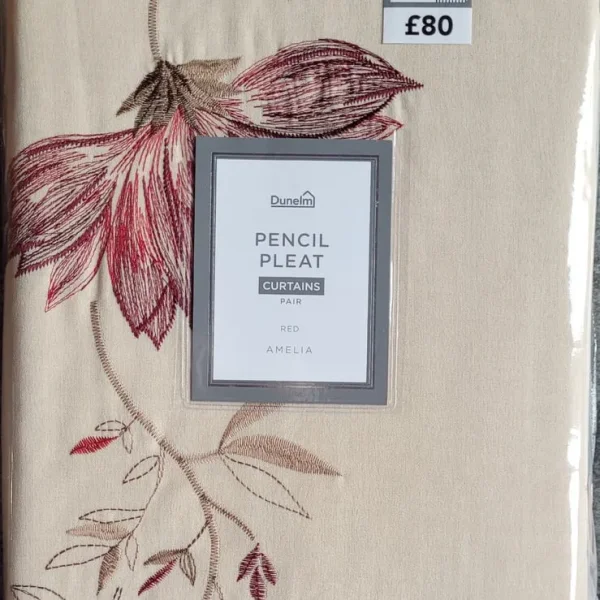 £80
Dunelm
PENCIL
PLEAT
CURTAINS
PAIR
RED
AMELIA